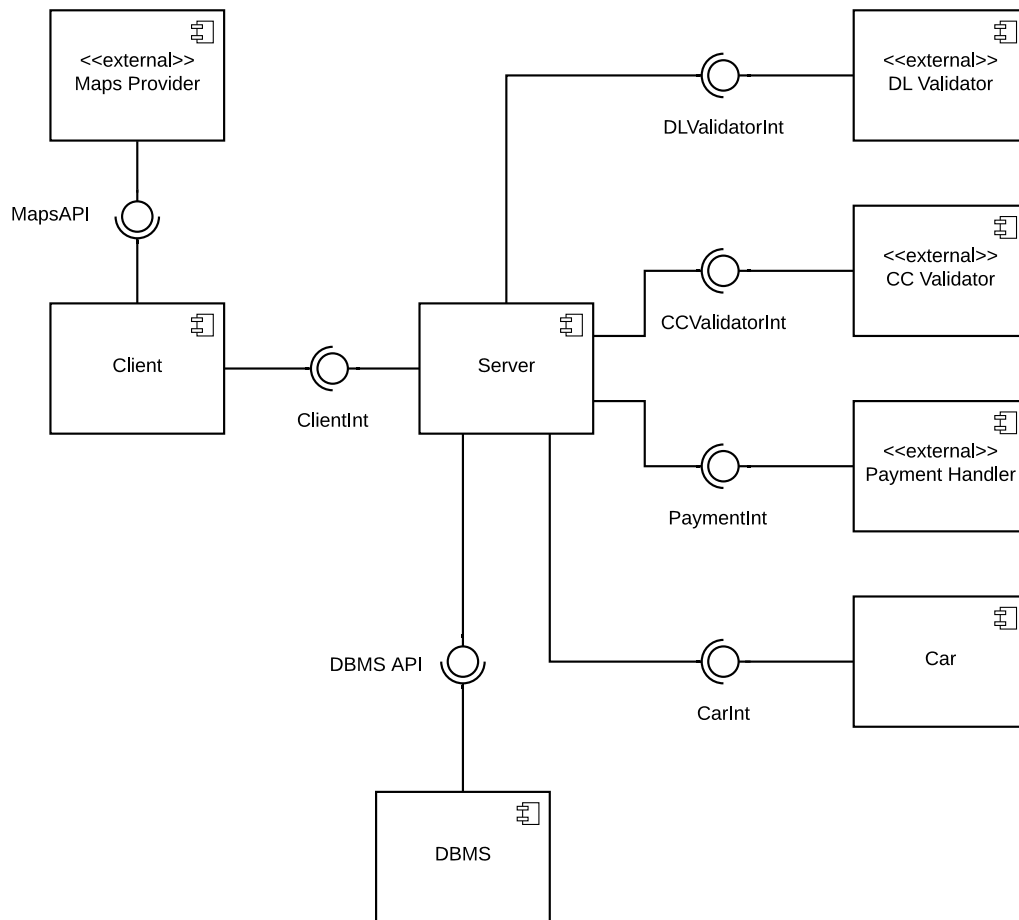 <<external>>
Maps Provider
<<external>>
DL Validator
DLValidatorInt
MapsAPI
<<external>>
CC Validator
CCValidatorInt
Client
Server
ClientInt
<<external>>
Payment Handler
PaymentInt
DBMS API
Car
CarInt
DBMS